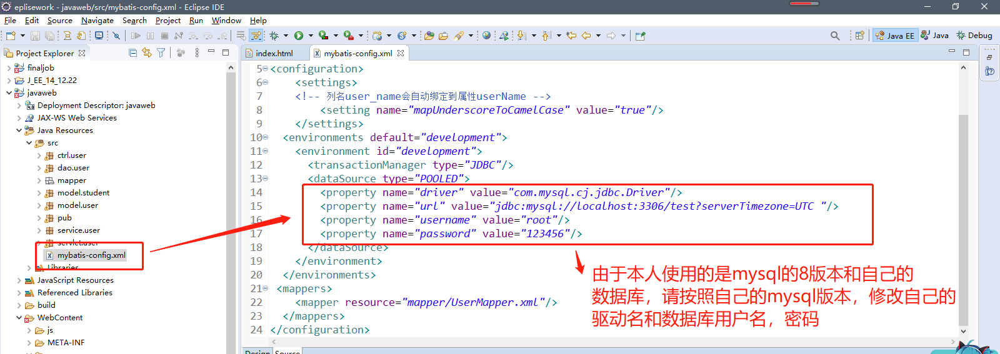 eplisework - javaweb/src/mybatis-config.xml - Eclipse IDE
File Edit Source Navigate Search Project Run Window Help
Java EE Java Debug
Project Explorer
index.html mybatis-config.xml
finaljob
J_EE_14_12.22
javaweb
Deployment Descriptor: javaweb
JAX-WS Web Services
Java Resources
src
ctrl.user
dao.user
mapper
model.student
model.user
pub
service.user
servlet.user
mybatis-config.xml
Libraries
JavaScript Resources
Referenced Libraries
build
WebContent
js
META-INF
5 <configuration>
6 <settings>
7 <!-- 列名user_name会自动绑定到属性userName -->
8 <setting name="mapUnderscoreToCamelCase" value="true"/>
9 </settings>
10 <environments default="development">
11 <environment id="development">
12 <transactionManager type="JDBC"/>
13 <dataSource type="POOLED">
14 <property name="driver" value="com.mysql.cj.jdbc.Driver"/>
15 <property name="url" value="jdbc:mysql://localhost:3306/test?serverTimezone=UTC "/>
16 <property name="username" value="root"/>
17 <property name="password" value="123456"/>
18 </dataSource>
19 </environment>
20 </environments>
21 <mappers>
22 <mapper resource="mapper/UserMapper.xml"/>
23 </mappers>
24 </configuration>
由于本人使用的是mysql的8版本和自己的
数据库，请按照自己的mysql版本，修改自己的
驱动名和数据库用户名，密码
Design Source